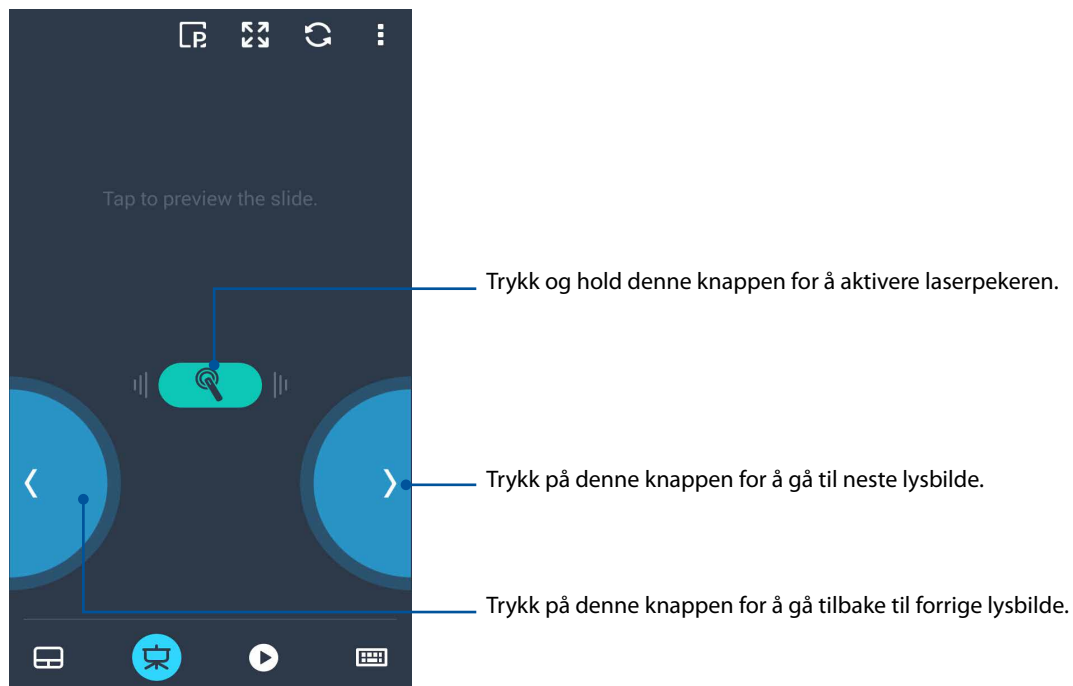 Tap to preview the slide.
Trykk og hold denne knappen for å aktivere laserpekeren.
Trykk på denne knappen for å gå til neste lysbilde.
Trykk på denne knappen for å gå tilbake til forrige lysbilde.